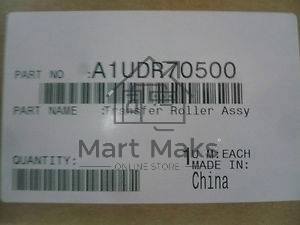 PART NO :A1UDR70500
PART NAME :Transfer Roller Assy
Mart Maks
ONLINE STORE
QUANTITY: 1 U.M:EACH
MADE IN:
China